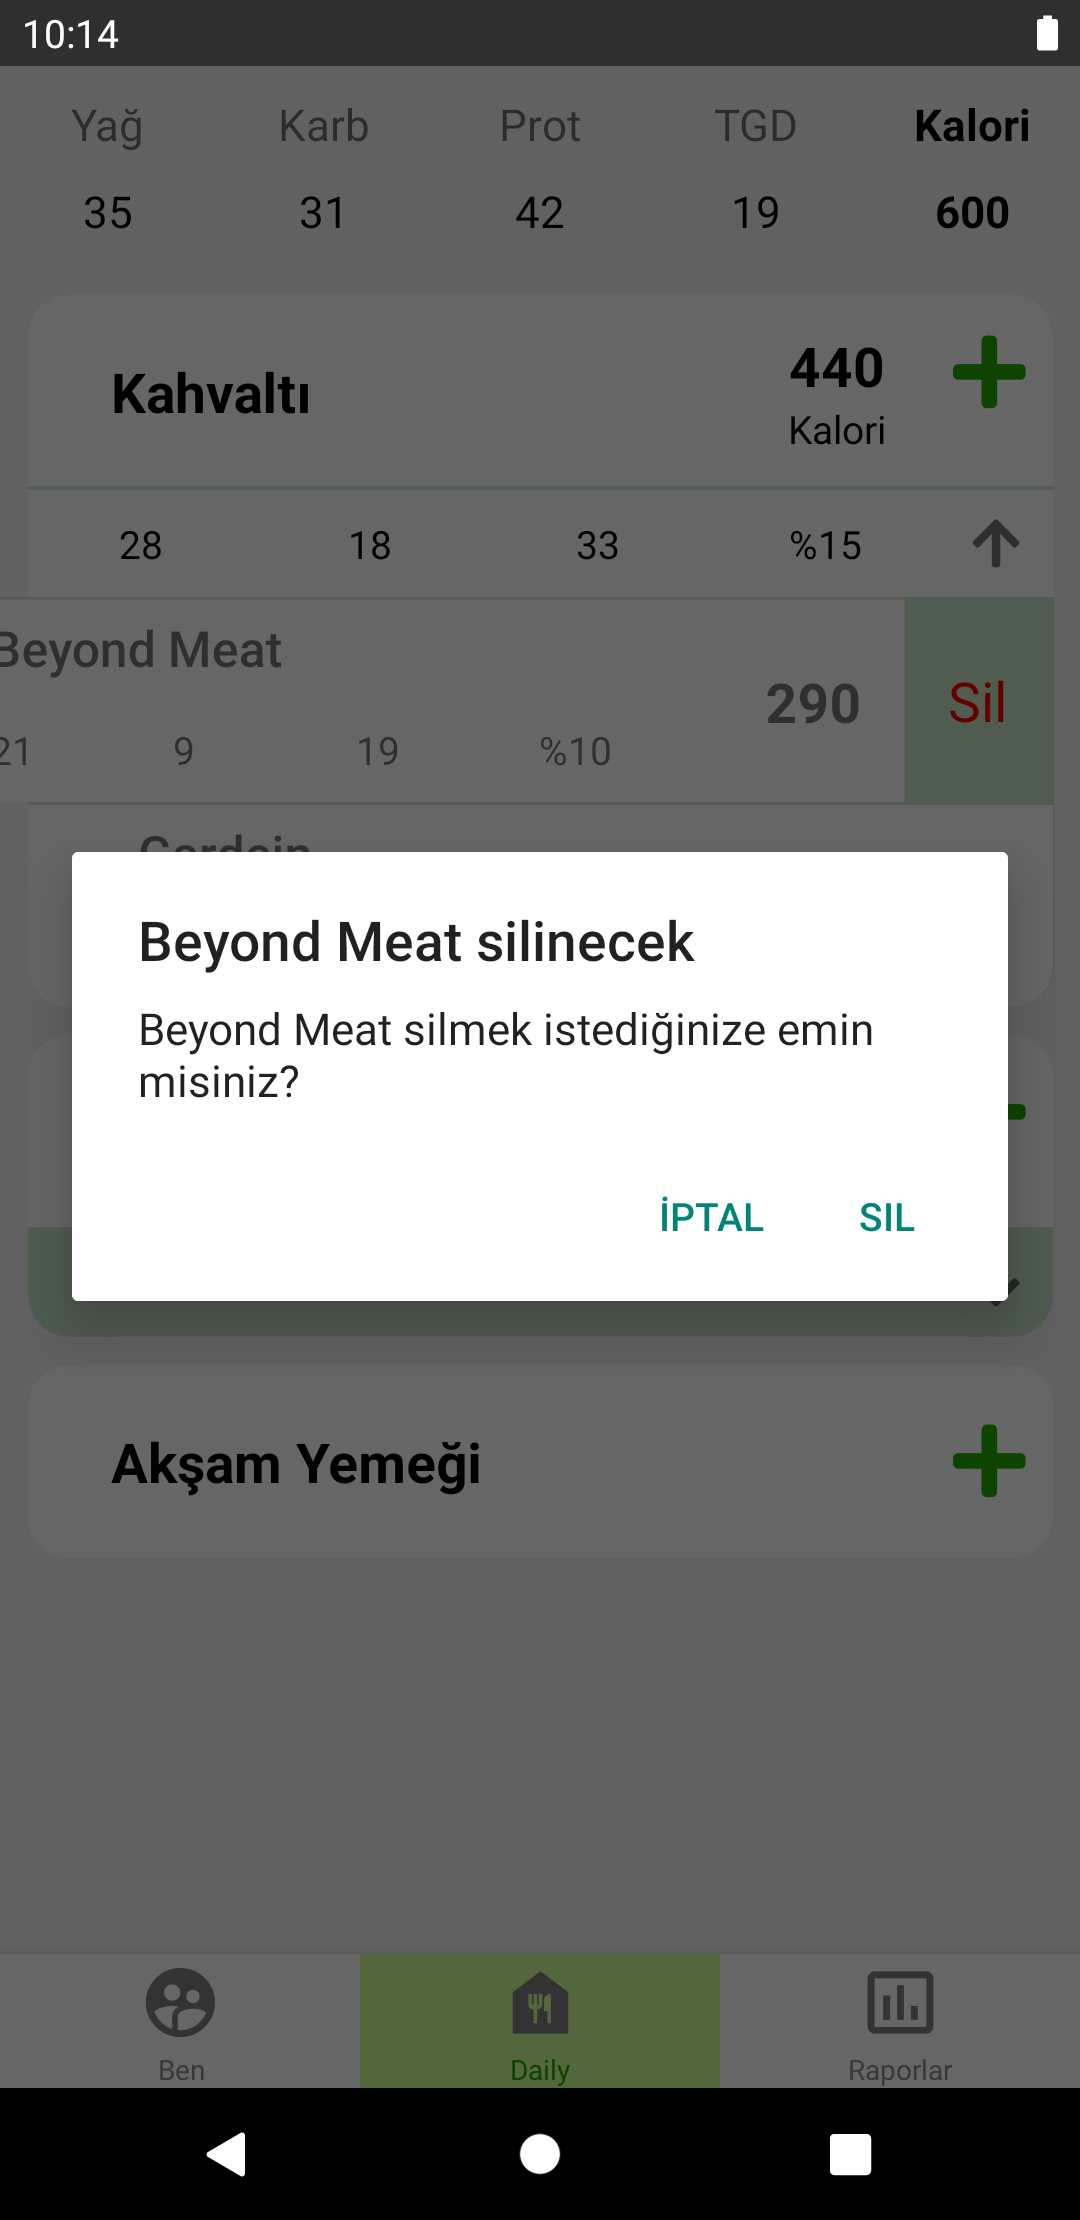 10:14
Yağ Karb Prot TGD Kalori
35 31 42 19 600
Kahvaltı
440
Kalori
28 18 33 %15
Beyond Meat
290
Sil
21 9 19 %10
Beyond Meat silinecek
Beyond Meat silmek istediğinize emin
misiniz?
İPTAL SIL
Akşam Yemeği
Ben Daily Raporlar